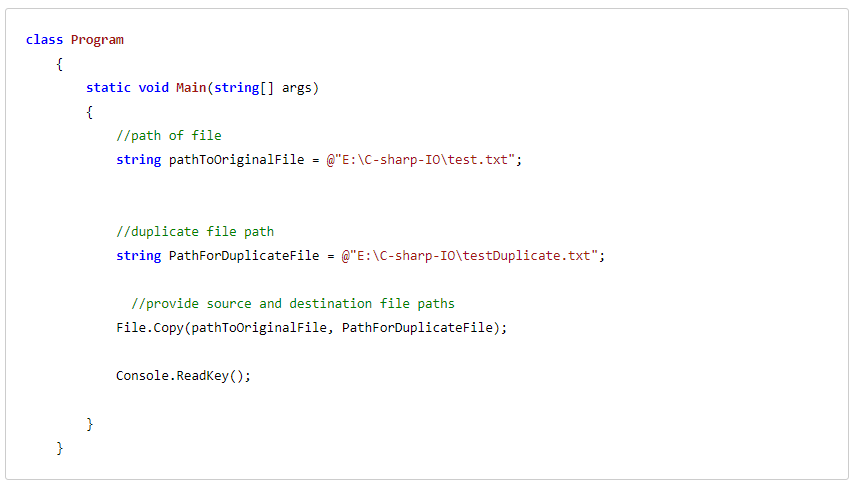 class Program
{
static void Main(string[] args)
{
//path of file
string pathToOriginalFile = @"E:\C-sharp-IO\test.txt";
//duplicate file path
string PathForDuplicateFile = @"E:\C-sharp-IO\testDuplicate.txt";
//provide source and destination file paths
File.Copy(pathToOriginalFile, PathForDuplicateFile);
Console.ReadKey();
}
}